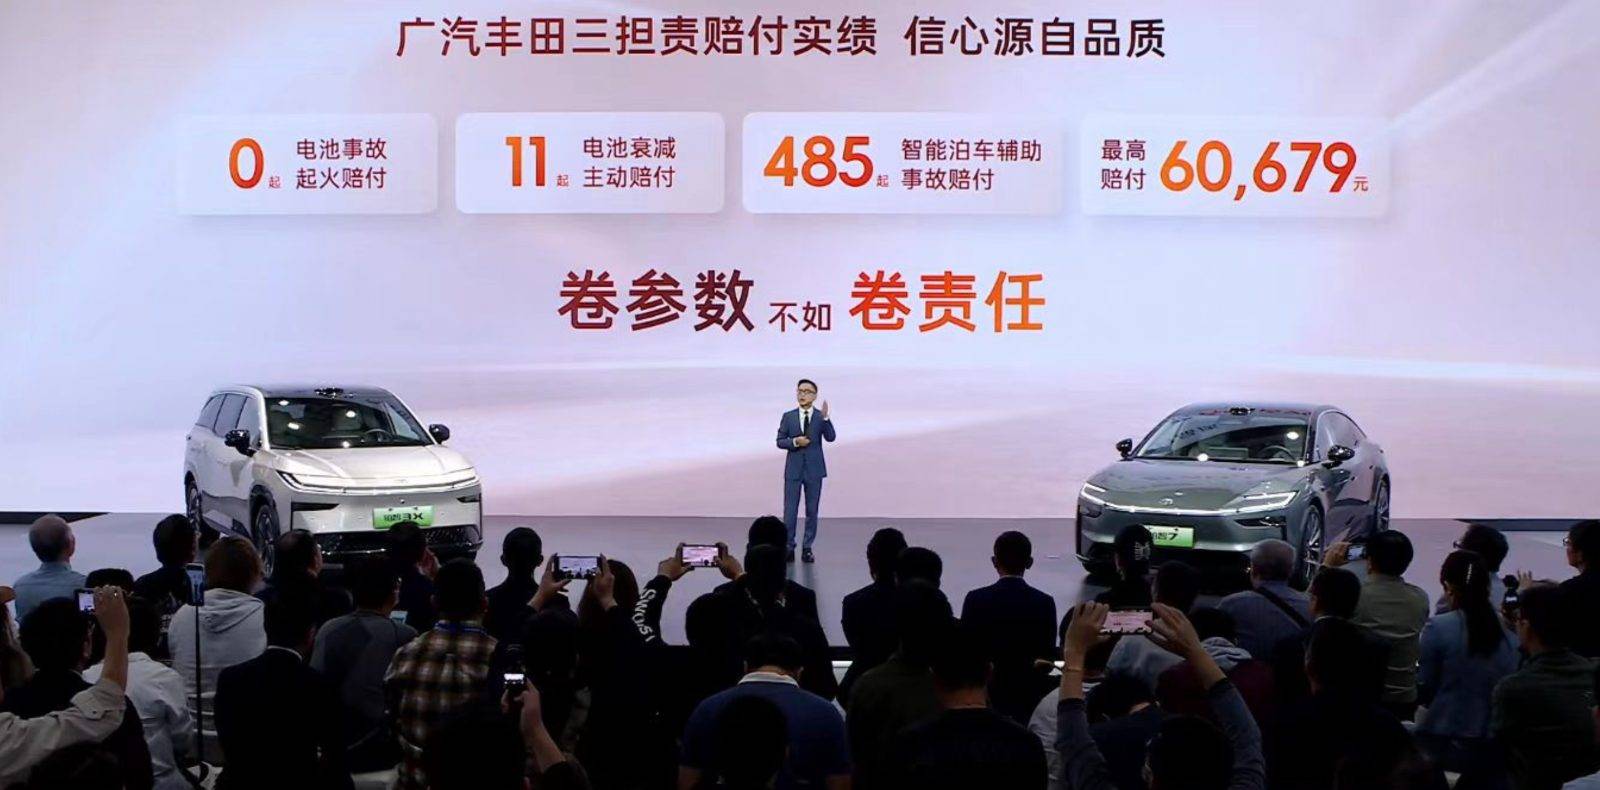 广汽丰田三担责赔付实绩 信心源自品质
0起 电池事故
起火赔付
11起 电池衰减
主动赔付
485起 智能泊车辅助
事故赔付
最高
赔付 60,679元
卷参数 不如 卷责任
铂智3X
铂智7
SWUSI